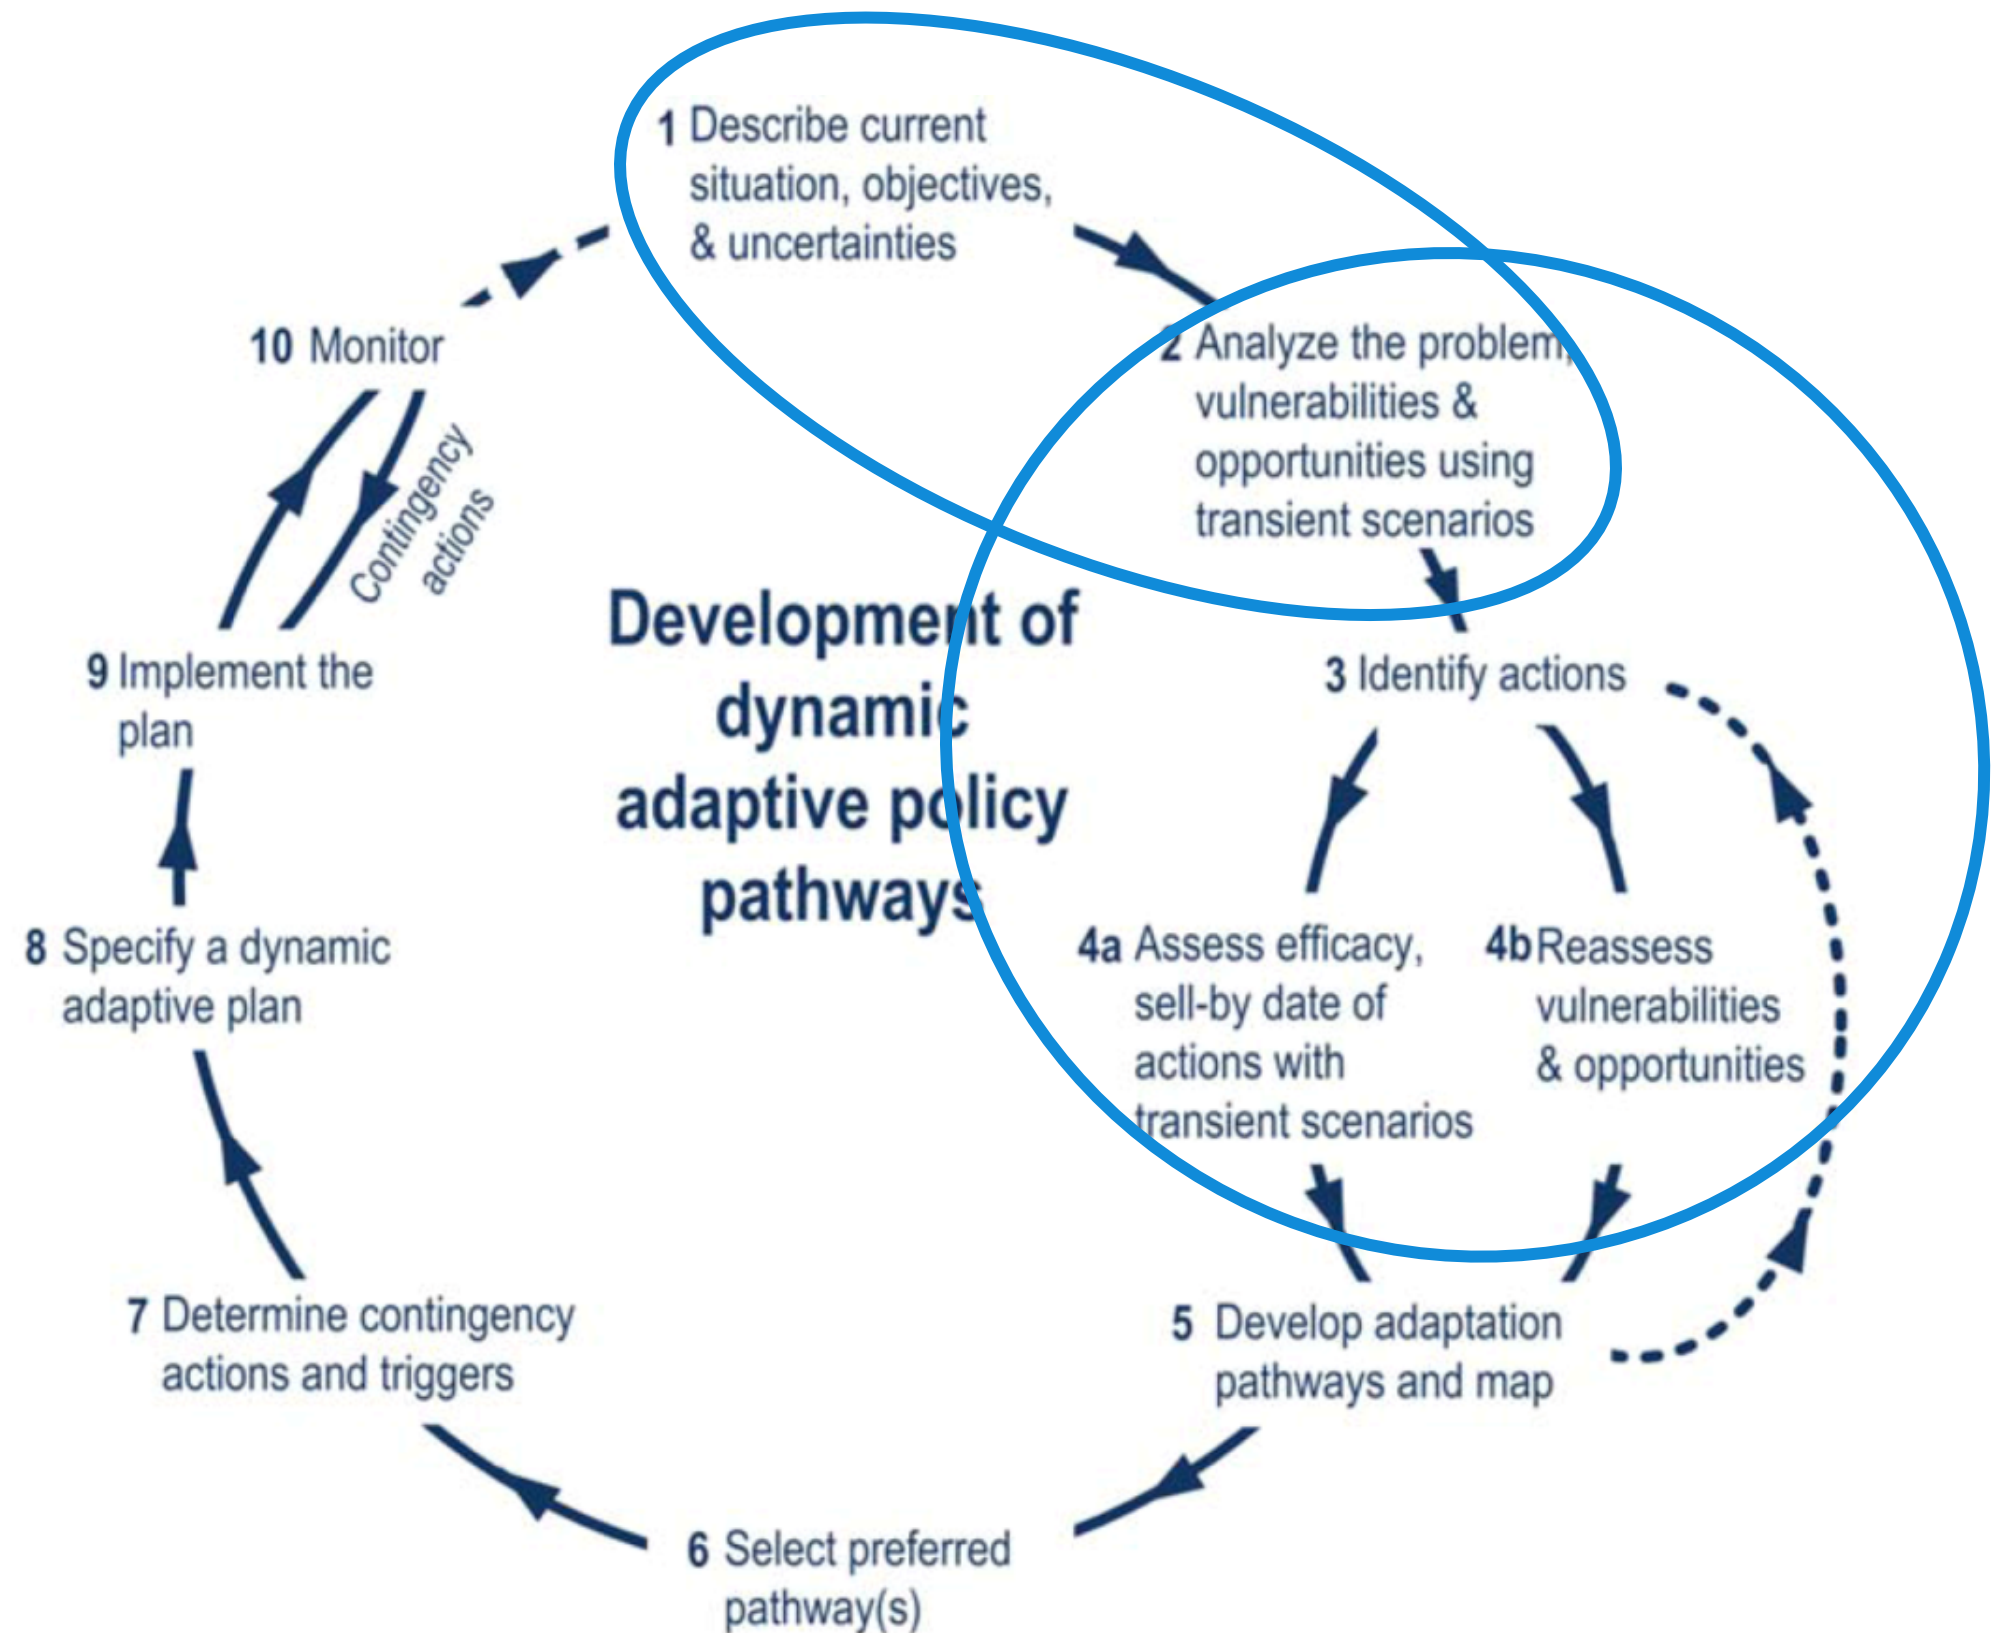 1 Describe current
situation, objectives,
& uncertainties
2 Analyze the problem,
vulnerabilities &
opportunities using
transient scenarios
3 Identify actions
4a Assess efficacy,
sell-by date of
actions with
transient scenarios
4b Reassess
vulnerabilities
& opportunities
5 Develop adaptation
pathways and map
6 Select preferred
pathway(s)
7 Determine contingency
actions and triggers
8 Specify a dynamic
adaptive plan
9 Implement the
plan
10 Monitor
Contingency
actions
Development of
dynamic
adaptive policy
pathways